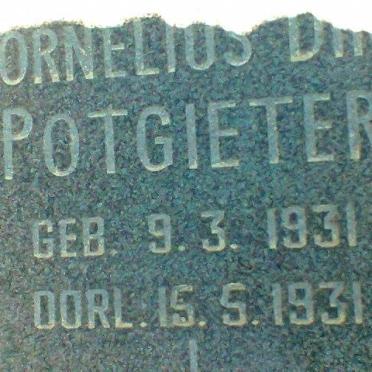 ORNELIUS
POTGIETER
GEB. 9.3. 1931
OORL. 15.5.1931